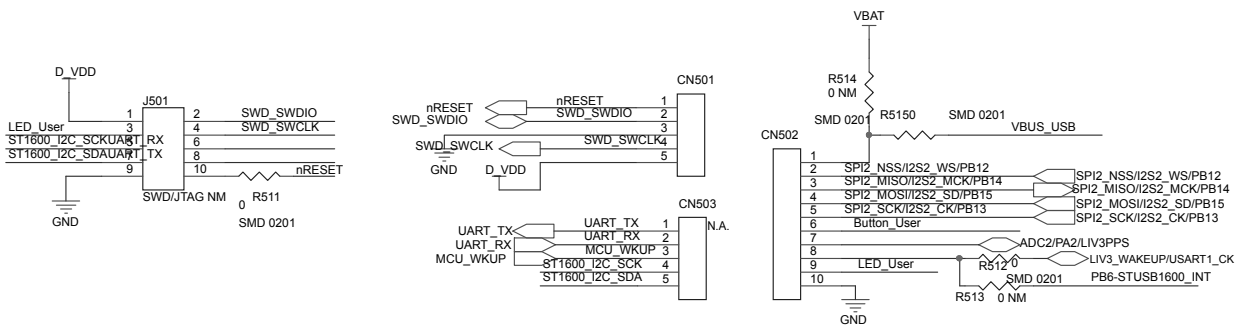 D_VDD
J501
1
2
SWD_SWDIO
LED_User
3
4
SWD_SWCLK
ST1600_I2C_SCKUART_RX
5
6
ST1600_I2C_SDAUART_TX
7
8
9
10
nRESET
R511
0
SMD 0201
SWD/JTAG NM
GND
CN501
nRESET
nRESET
1
SWD_SWDIO
SWD_SWDIO
2
3
SWD_SWCLK
SWD_SWCLK
4
GND
D_VDD
5
CN503
N.A.
UART_TX
UART_TX
1
UART_RX
UART_RX
2
MCU_WKUP
MCU_WKUP
3
ST1600_I2C_SCK
4
ST1600_I2C_SDA
5
VBAT
R514
0 NM
SMD 0201
R5150
SMD 0201
VBUS_USB
CN502
1
2
SPI2_NSS/I2S2_WS/PB12
SPI2_NSS/I2S2_WS/PB12
3
SPI2_MISO/I2S2_MCK/PB14
SPI2_MISO/I2S2_MCK/PB14
4
SPI2_MOSI/I2S2_SD/PB15
SPI2_MOSI/I2S2_SD/PB15
5
SPI2_SCK/I2S2_CK/PB13
SPI2_SCK/I2S2_CK/PB13
6
Button_User
7
ADC2/PA2/LIV3PPS
8
R512 0
LIV3_WAKEUP/USART1_CK
9
LED_User
SMD 0201
PB6-STUSB1600_INT
10
R513
0 NM
GND